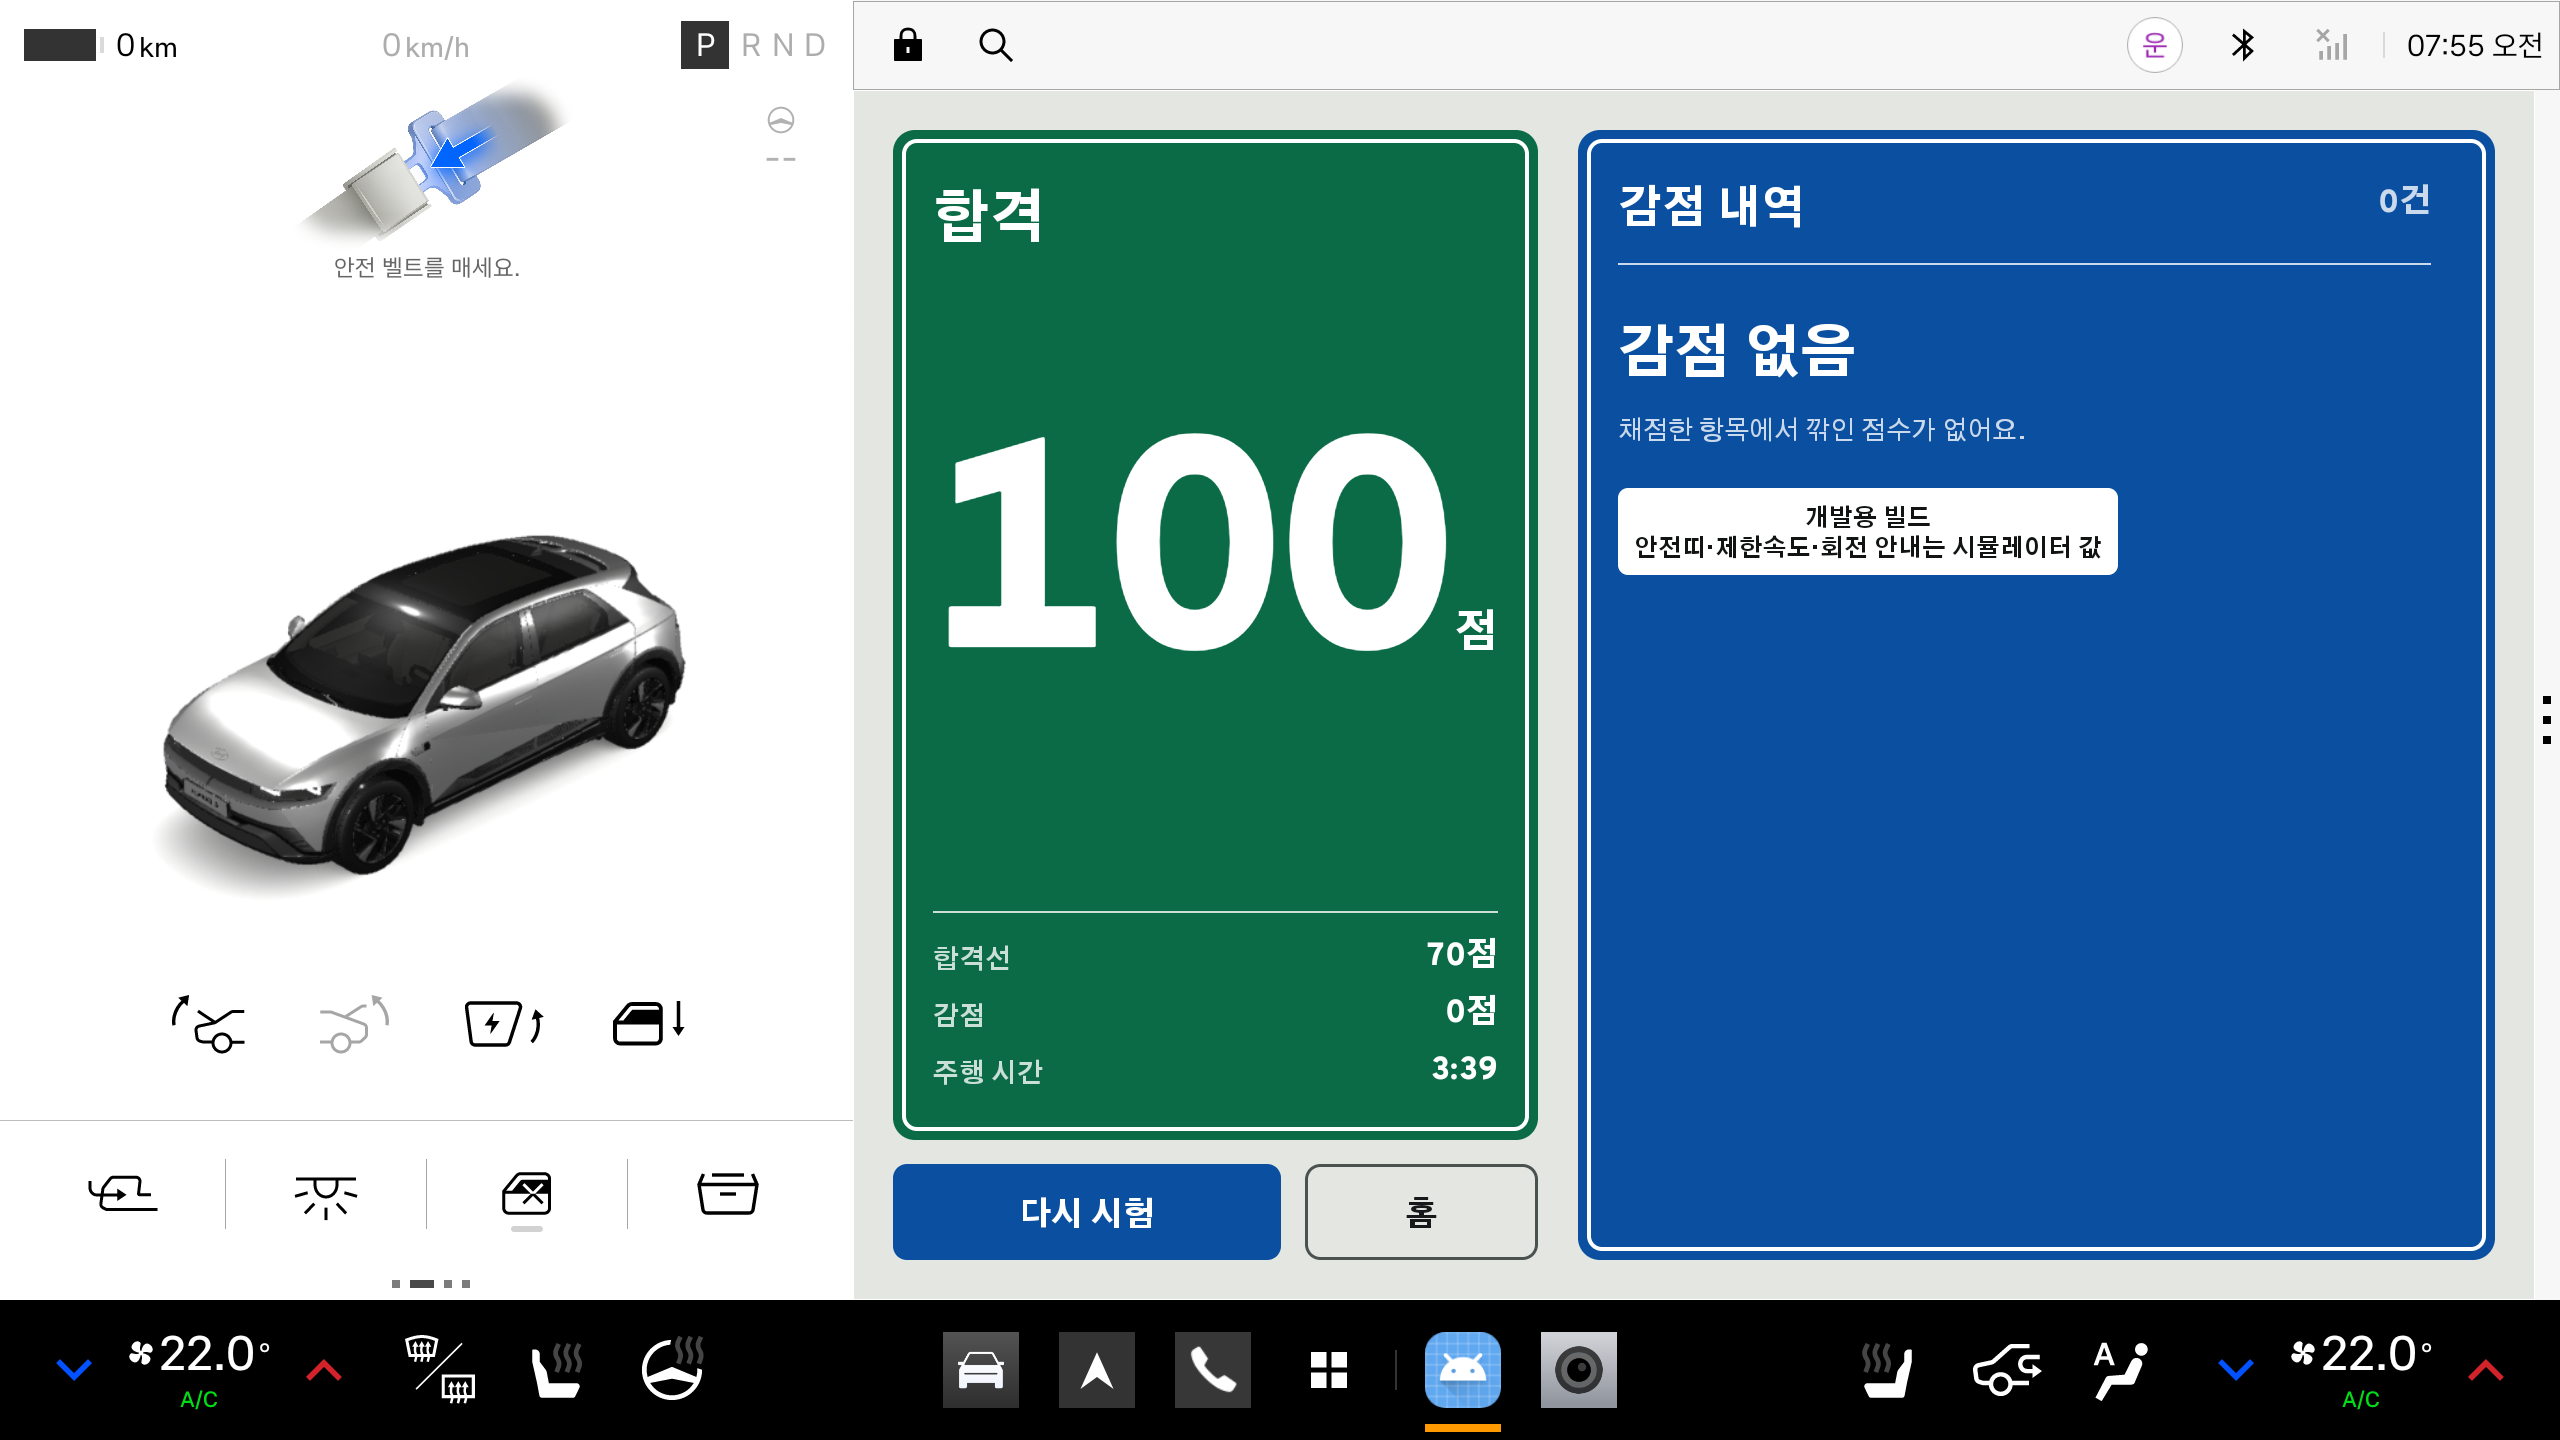 0 km
0 km/h
P R N D
운
07:55 오전
안전 벨트를 매세요.
합격
100점
합격선 70점
감점 0점
주행 시간 3:39
다시 시험
홈
감점 내역
0건
감점 없음
채점한 항목에서 깎인 점수가 없어요.
개발용 빌드
안전띠·제한속도·회전 안내는 시뮬레이터 값
22.0°
A/C
A
22.0°
A/C